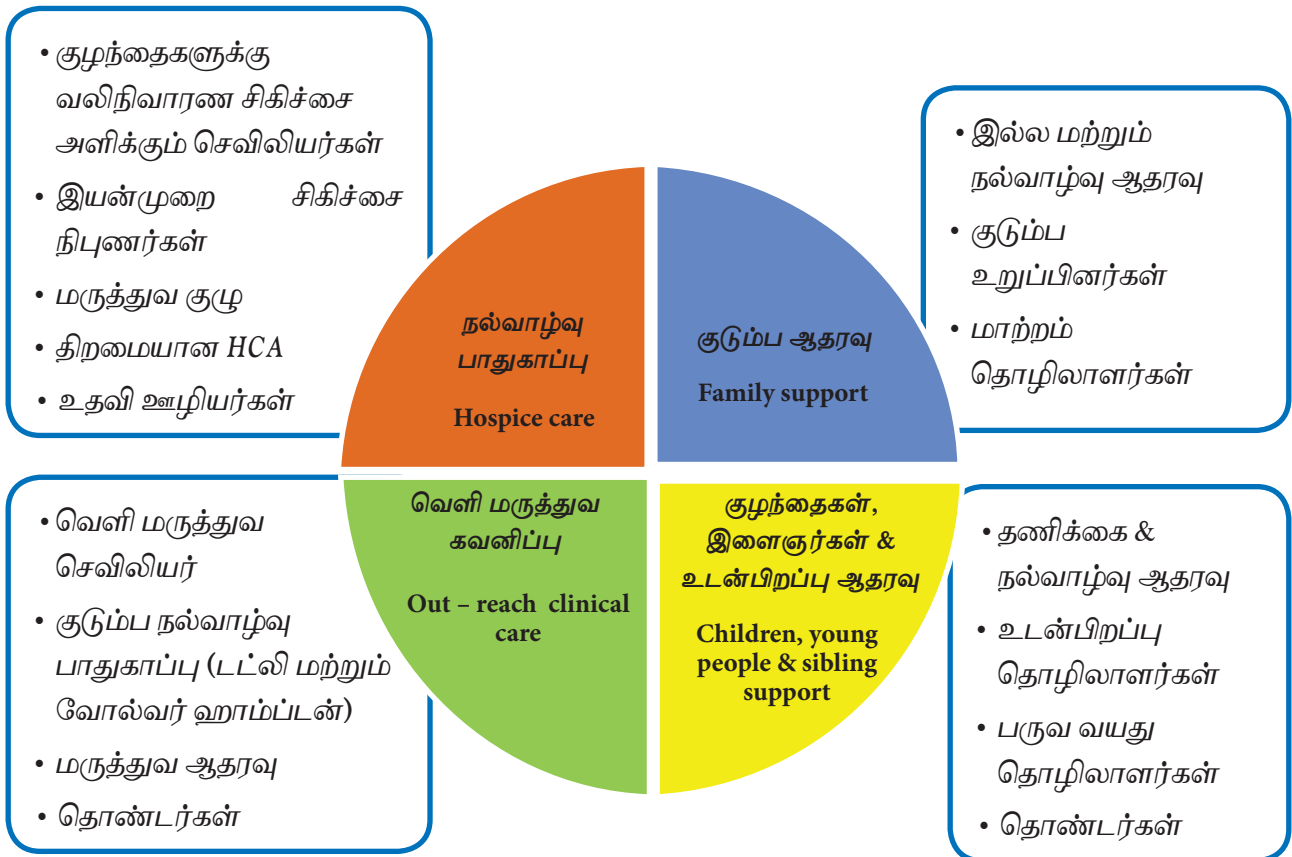 • குழந்தைகளுக்கு
வலிநிவாரண சிகிச்சை
அளிக்கும் செவிலியர்கள்
• இயன்முறை சிகிச்சை
நிபுணர்கள்
• மருத்துவ குழு
• திறமையான HCA
• உதவி ஊழியர்கள்
நல்வாழ்வு
பாதுகாப்பு
Hospice care
குடும்ப ஆதரவு
Family support
• இல்ல மற்றும்
நல்வாழ்வு ஆதரவு
• குடும்ப
உறுப்பினர்கள்
• மாற்றம்
தொழிலாளர்கள்
• வெளி மருத்துவ
செவிலியர்
• குடும்ப நல்வாழ்வு
பாதுகாப்பு (டட்லி மற்றும்
வோல்வர் ஹாம்ப்டன்)
• மருத்துவ ஆதரவு
• தொண்டர்கள்
வெளி மருத்துவ
கவனிப்பு
Out – reach clinical
care
குழந்தைகள்,
இளைஞர்கள் &
உடன்பிறப்பு ஆதரவு
Children, young
people & sibling
support
• தணிக்கை &
நல்வாழ்வு ஆதரவு
• உடன்பிறப்பு
தொழிலாளர்கள்
• பருவ வயது
தொழிலாளர்கள்
• தொண்டர்கள்